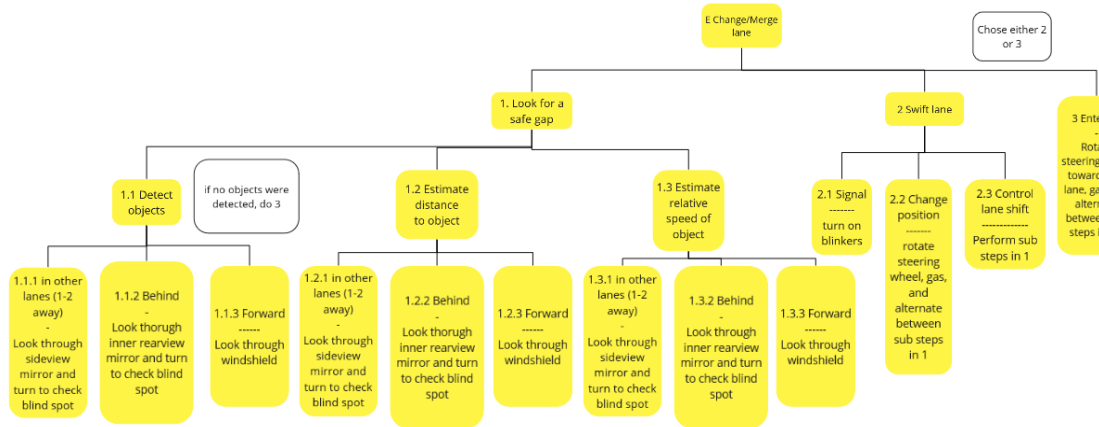 E Change/Merge
lane
Chose either 2
or 3
1. Look for a
safe gap
2 Swift lane
3 Ente
-
Rota
steering
toward
lane, ga
altern
between
steps i
1.1 Detect
objects
if no objects were
detected, do 3
1.2 Estimate
distance
to object
1.3 Estimate
relative
speed of
object
2.1 Signal
-------
turn on
blinkers
2.2 Change
position
-------
rotate
steering
wheel, gas,
and
alternate
between
sub steps
in 1
2.3 Control
lane shift
-------------
Perform sub
steps in 1
1.1.1 in other
lanes (1-2
away)
-
Look through
sideview
mirror and
turn to check
blind spot
1.1.2 Behind
-
Look thorugh
inner rearview
mirror and turn
to check blind
spot
1.1.3 Forward
------
Look through
windshield
1.2.1 in other
lanes (1-2
away)
-
Look through
sideview
mirror and
turn to check
blind spot
1.2.2 Behind
-
Look thorugh
inner rearview
mirror and turn
to check blind
spot
1.2.3 Forward
------
Look through
windshield
1.3.1 in other
lanes (1-2
away)
-
Look through
sideview
mirror and
turn to check
blind spot
1.3.2 Behind
-
Look thorugh
inner rearview
mirror and turn
to check blind
spot
1.3.3 Forward
------
Look through
windshield